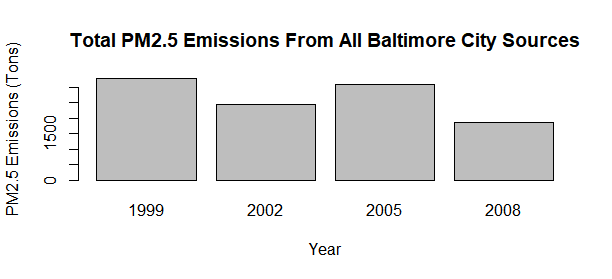 Total PM2.5 Emissions From All Baltimore City Sources
PM2.5 Emissions (Tons)
1500
0
1999 2002 2005 2008
Year